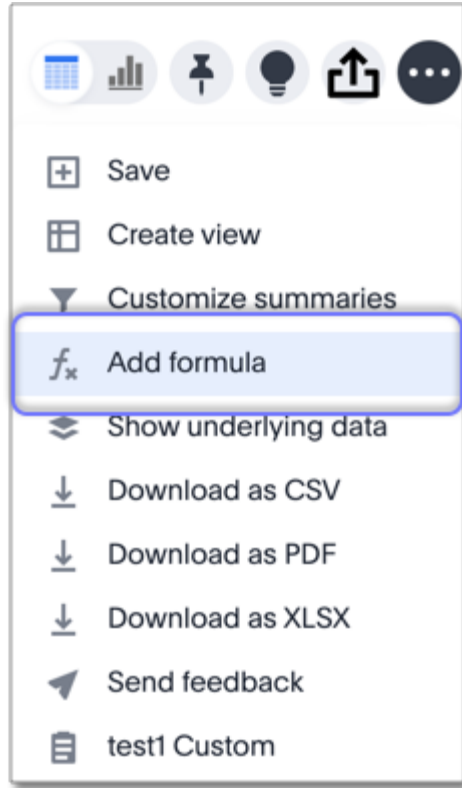 Save
Create view
Customize summaries
fx Add formula
Show underlying data
Download as CSV
Download as PDF
Download as XLSX
Send feedback
test1 Custom